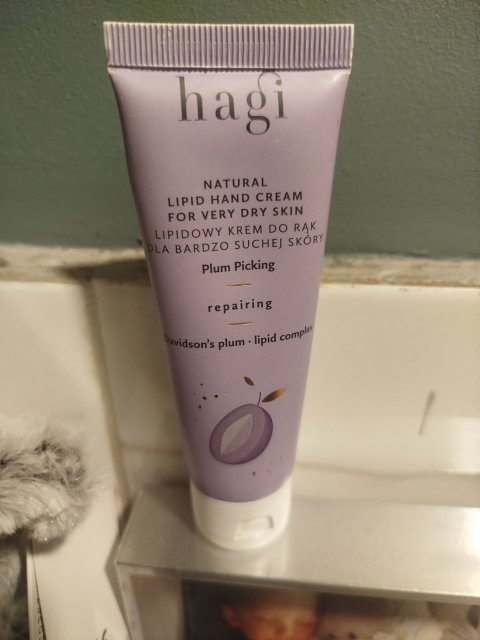 hagi
NATURAL
LIPID HAND CREAM
FOR VERY DRY SKIN
LIPIDOWY KREM DO RĄK
DLA BARDZO SUCHEJ SKÓRY
Plum Picking
repairing
Davidson's plum · lipid complex